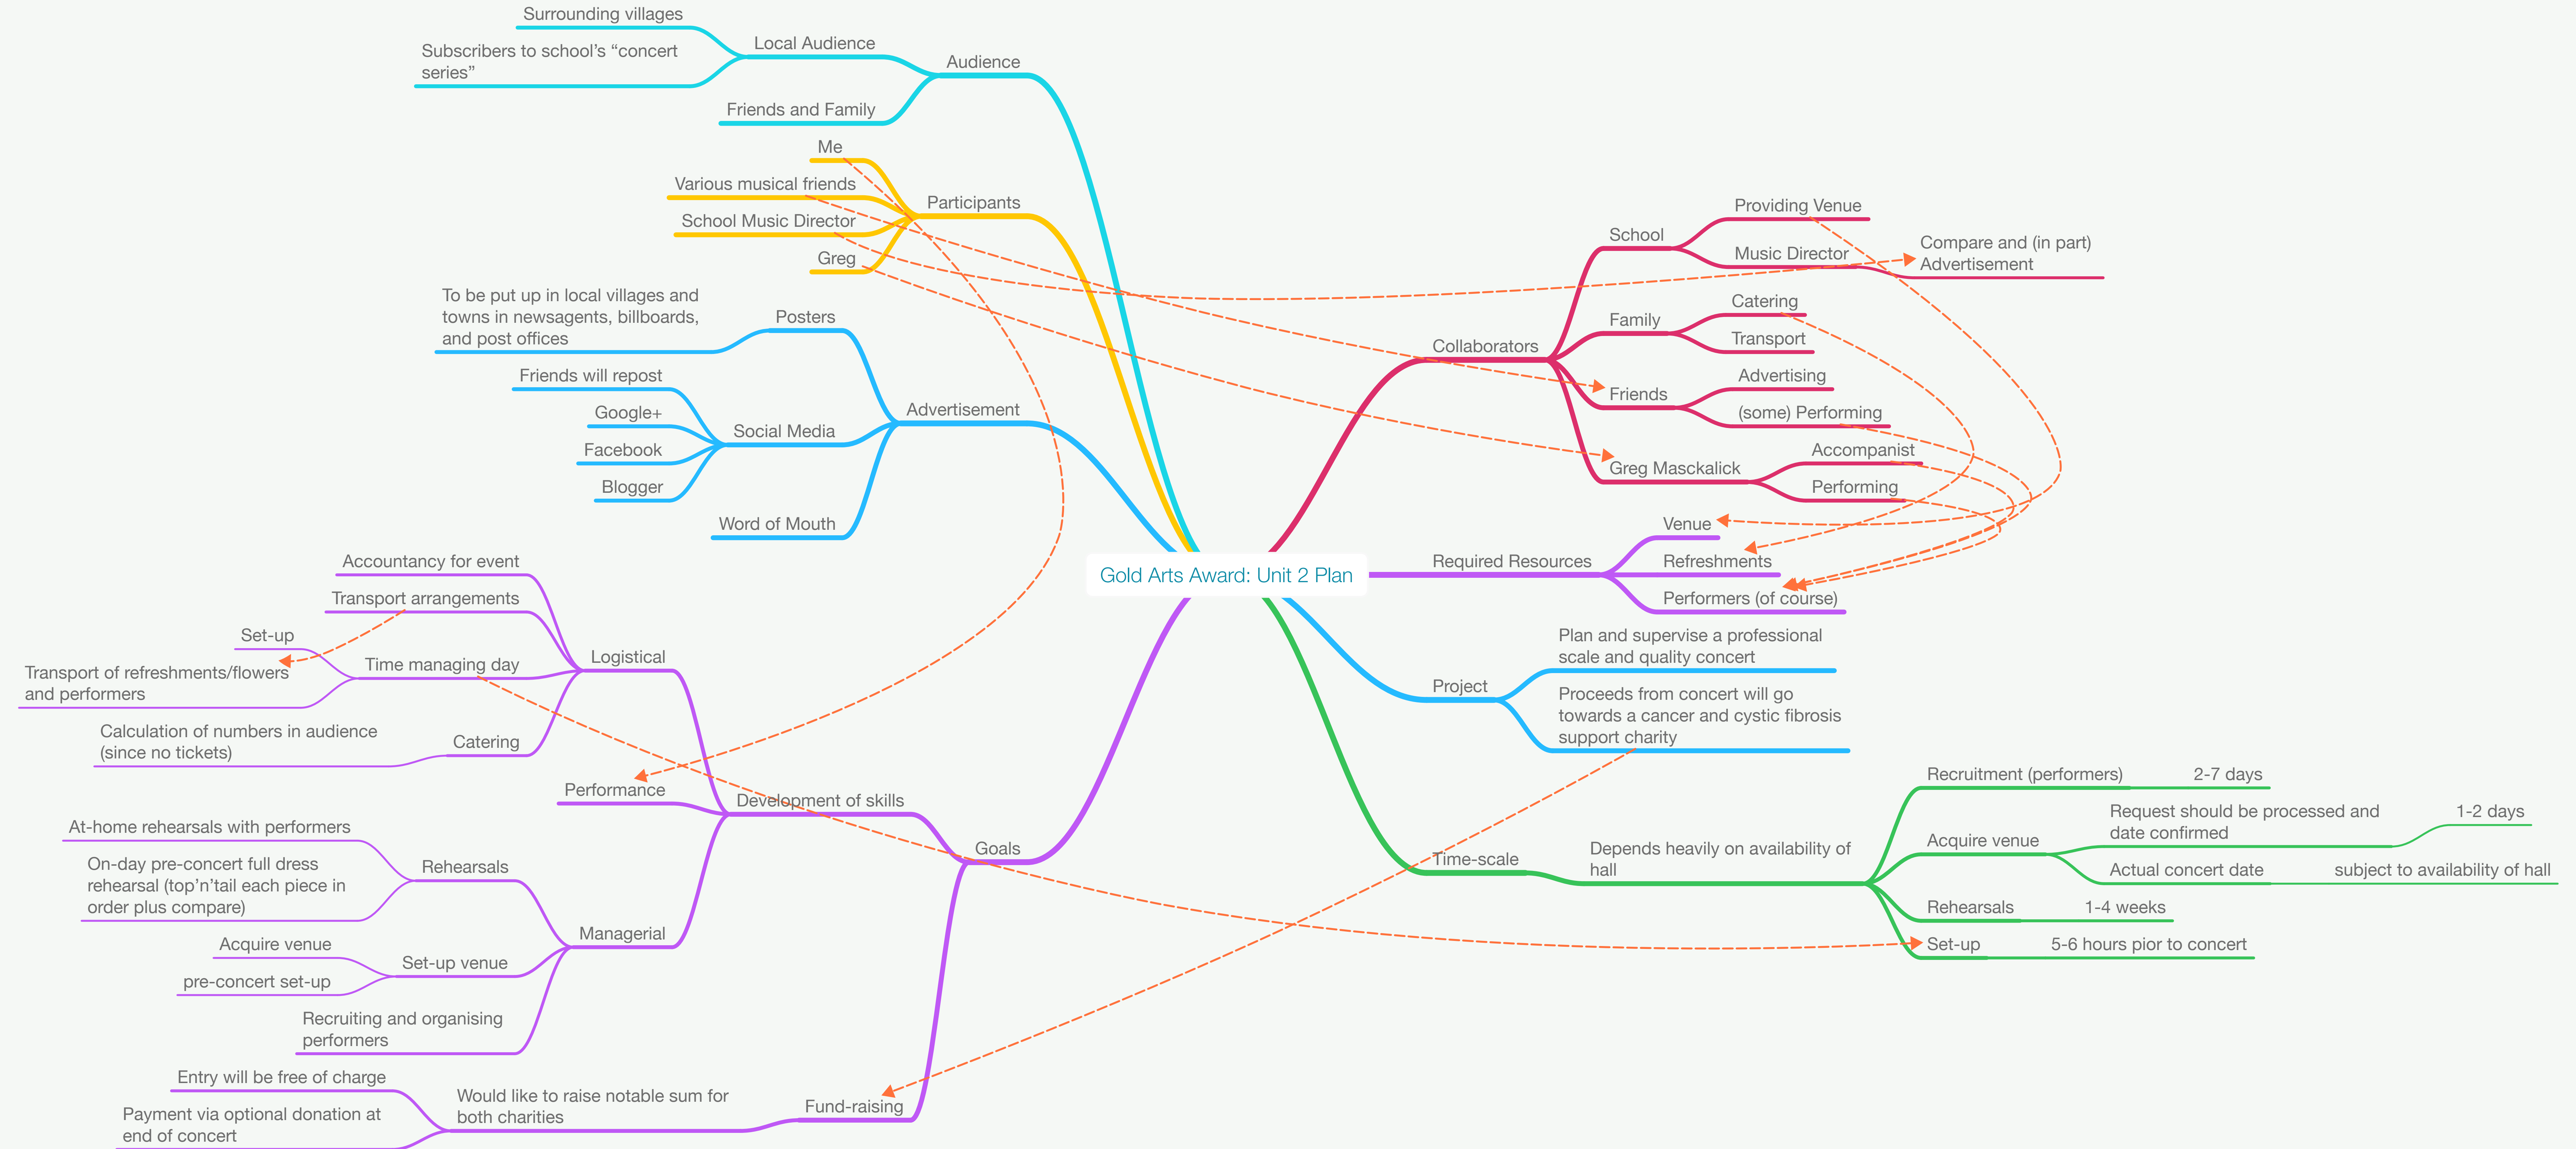 Surrounding villages
Subscribers to school’s “concert
series”
Local Audience
Friends and Family
Audience
Me
Various musical friends
School Music Director
Greg
Participants
To be put up in local villages and
towns in newsagents, billboards,
and post offices
Posters
Friends will repost
Google+
Facebook
Blogger
Social Media
Word of Mouth
Advertisement
Accountancy for event
Transport arrangements
Set-up
Transport of refreshments/flowers
and performers
Time managing day
Calculation of numbers in audience
(since no tickets)
Catering
Logistical
Performance
At-home rehearsals with performers
On-day pre-concert full dress
rehearsal (top’n’tail each piece in
order plus compare)
Rehearsals
Acquire venue
pre-concert set-up
Set-up venue
Recruiting and organising
performers
Managerial
Development of skills
Entry will be free of charge
Payment via optional donation at
end of concert
Would like to raise notable sum for
both charities
Fund-raising
Goals
Gold Arts Award: Unit 2 Plan
Collaborators
School
Providing Venue
Music Director
Compare and (in part)
Advertisement
Family
Catering
Transport
Friends
Advertising
(some) Performing
Greg Masckalick
Accompanist
Performing
Required Resources
Venue
Refreshments
Performers (of course)
Project
Plan and supervise a professional
scale and quality concert
Proceeds from concert will go
towards a cancer and cystic fibrosis
support charity
Time-scale
Depends heavily on availability of
hall
Recruitment (performers)
2-7 days
Acquire venue
Request should be processed and
date confirmed
1-2 days
Actual concert date
subject to availability of hall
Rehearsals
1-4 weeks
Set-up
5-6 hours pior to concert